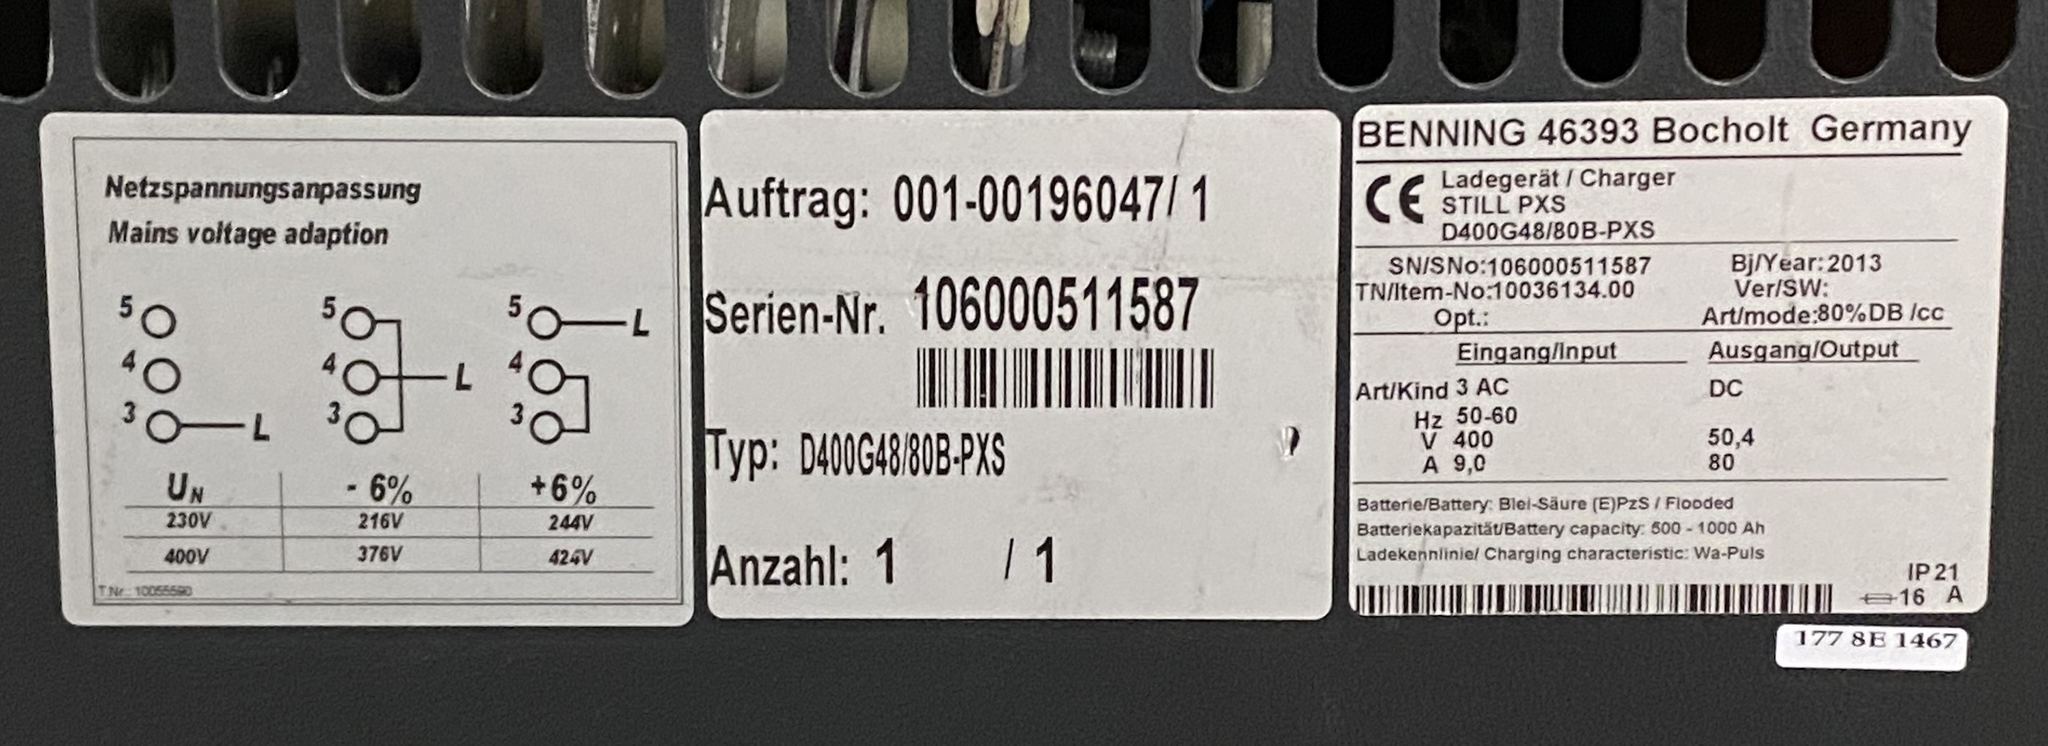 Netzspannungsanpassung
Mains voltage adaption
5 5 5 L
4 4 L 4
3 L 3 3
UN - 6% +6%
230V 216V 244V
400V 376V 424V
T.Nr.: 10055590
Auftrag: 001-00196047/ 1
Serien-Nr. 106000511587
Typ: D400G48/80B-PXS
Anzahl: 1 / 1
BENNING 46393 Bocholt Germany
CE Ladegerät / Charger
STILL PXS
D400G48/80B-PXS
SN/SNo:106000511587 Bj/Year:2013
TN/Item-No:10036134.00 Ver/SW:
Opt.: Art/mode:80%DB /cc
Eingang/Input Ausgang/Output
Art/Kind 3 AC DC
Hz 50-60
V 400 50,4
A 9,0 80
Batterie/Battery: Blei-Säure (E)PzS / Flooded
Batteriekapazität/Battery capacity: 500 - 1000 Ah
Ladekennlinie/ Charging characteristic: Wa-Puls
IP 21
16 A
177 8E 1467